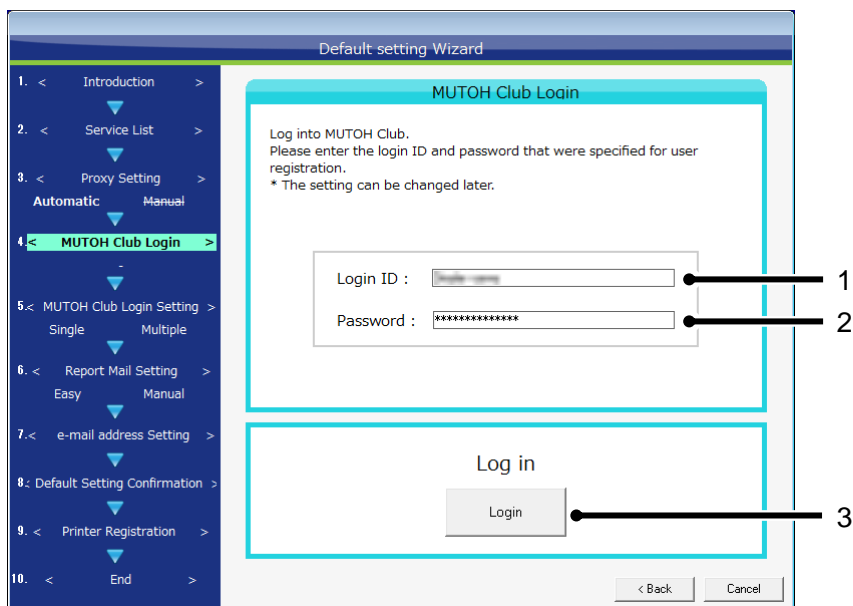 Default setting Wizard
1. < Introduction >
2. < Service List >
3. < Proxy Setting >
Automatic Manual
4.< MUTOH Club Login >
-
5.< MUTOH Club Login Setting >
Single Multiple
6. < Report Mail Setting >
Easy Manual
7.< e-mail address Setting >
8.< Default Setting Confirmation >
9. < Printer Registration >
10. < End >
MUTOH Club Login
Log into MUTOH Club.
Please enter the login ID and password that were specified for user
registration.
* The setting can be changed later.
Login ID :
1
Password : **************
2
Log in
Login
3
< Back Cancel